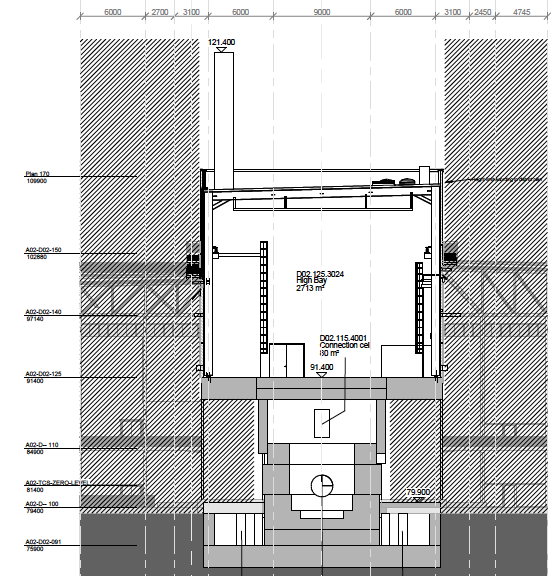 6000 2700 3100 6000 9000 6000 3100 2450 4745
121.400
Plan 170
109900
A02-D02-150
102880
D02.125.3024
High Bay
2713 m²
A02-D02-140
97140
D02.115.4001
Connection cell
80 m²
91.400
A02-D02-125
91400
A02-D-- 110
84900
A02-TCS-ZERO-LEVEL
81400
79.900
A02-D-- 100
79400
A02-D02-091
75900